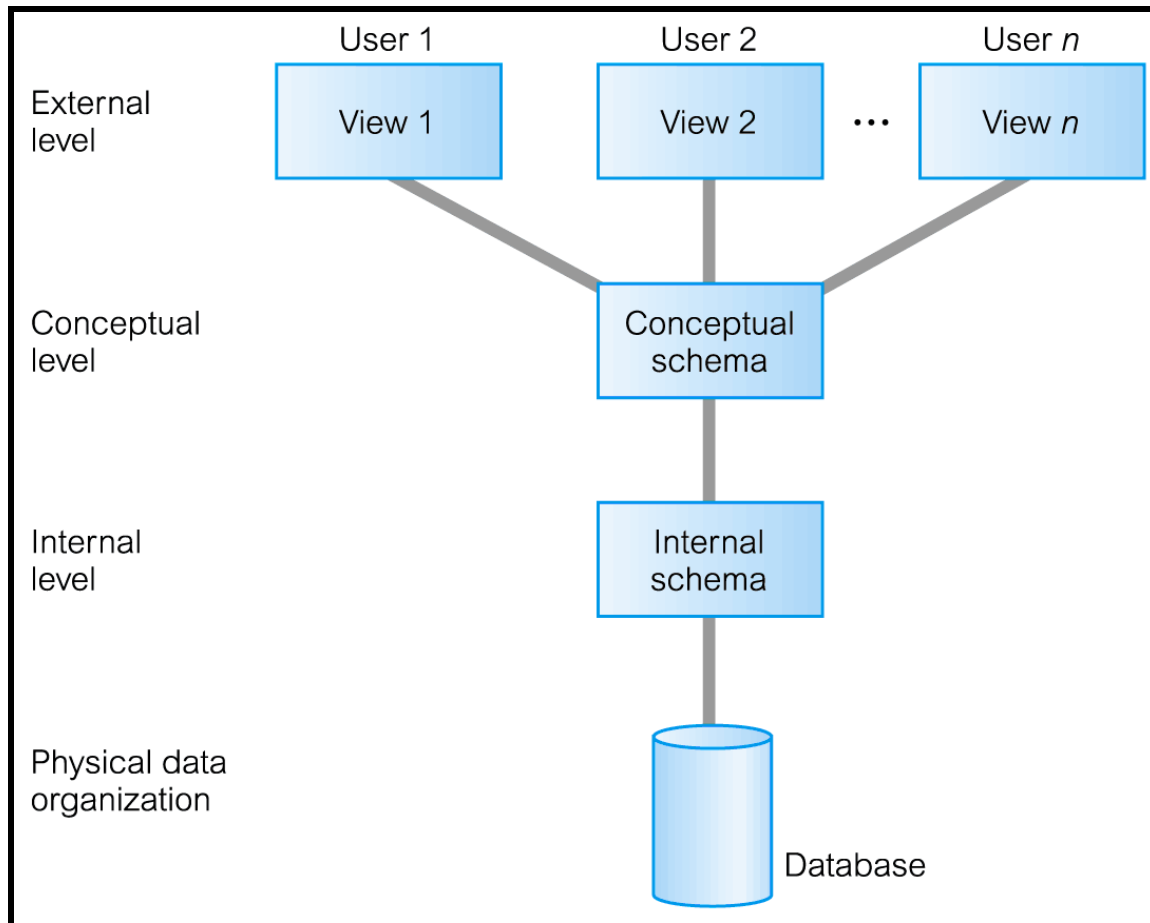 User 1
User 2
User n
External
level
View 1
View 2
...
View n
Conceptual
level
Conceptual
schema
Internal
level
Internal
schema
Physical data
organization
Database